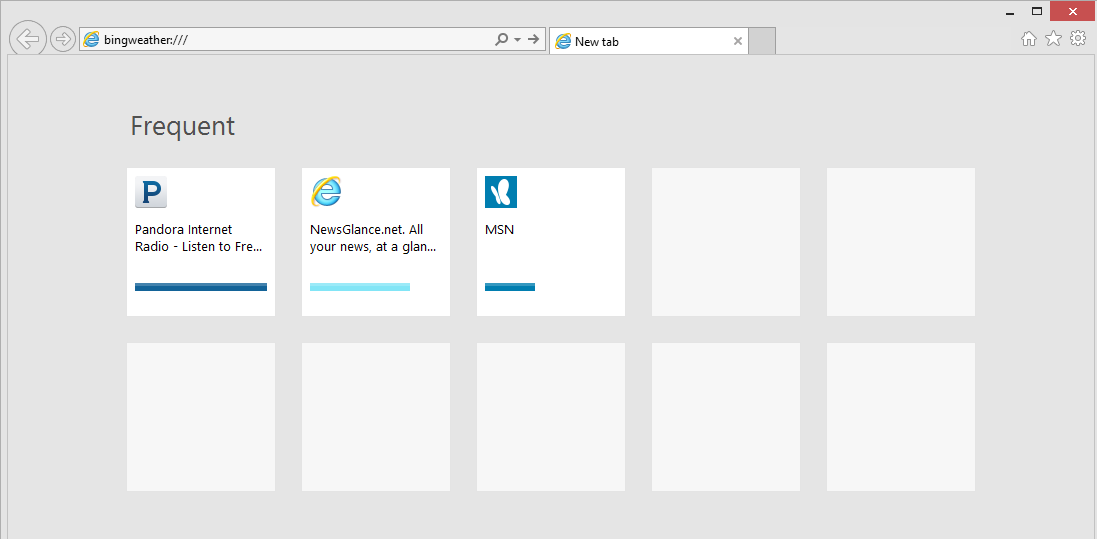 bingweather:///
New tab
Frequent
P
Pandora Internet
Radio - Listen to Fre...
NewsGlance.net. All
your news, at a glan...
MSN